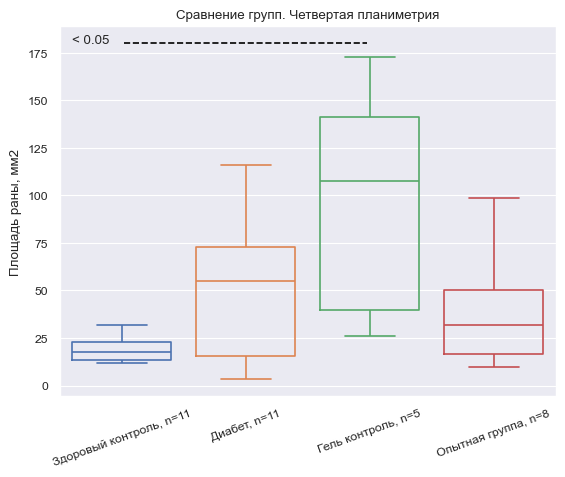 Сравнение групп. Четвертая планиметрия
< 0.05
175
150
125
100
75
50
25
0
Площадь раны, мм2
Здоровый контроль, n=11
Диабет, n=11
Гель контроль, n=5
Опытная группа, n=8